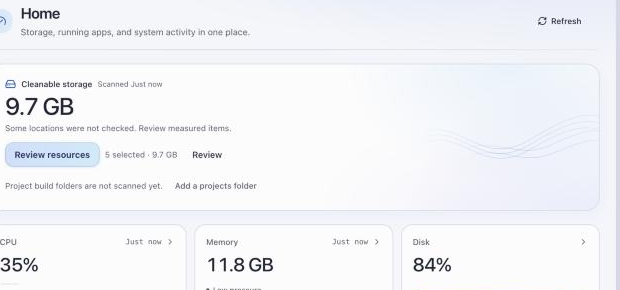 Home
Storage, running apps, and system activity in one place.
Refresh
Cleanable storage Scanned Just now
9.7 GB
Some locations were not checked. Review measured items.
Review resources 5 selected · 9.7 GB Review
Project build folders are not scanned yet. Add a projects folder
CPU Just now
35%
Memory Just now
11.8 GB
Low pressure
Disk
84%